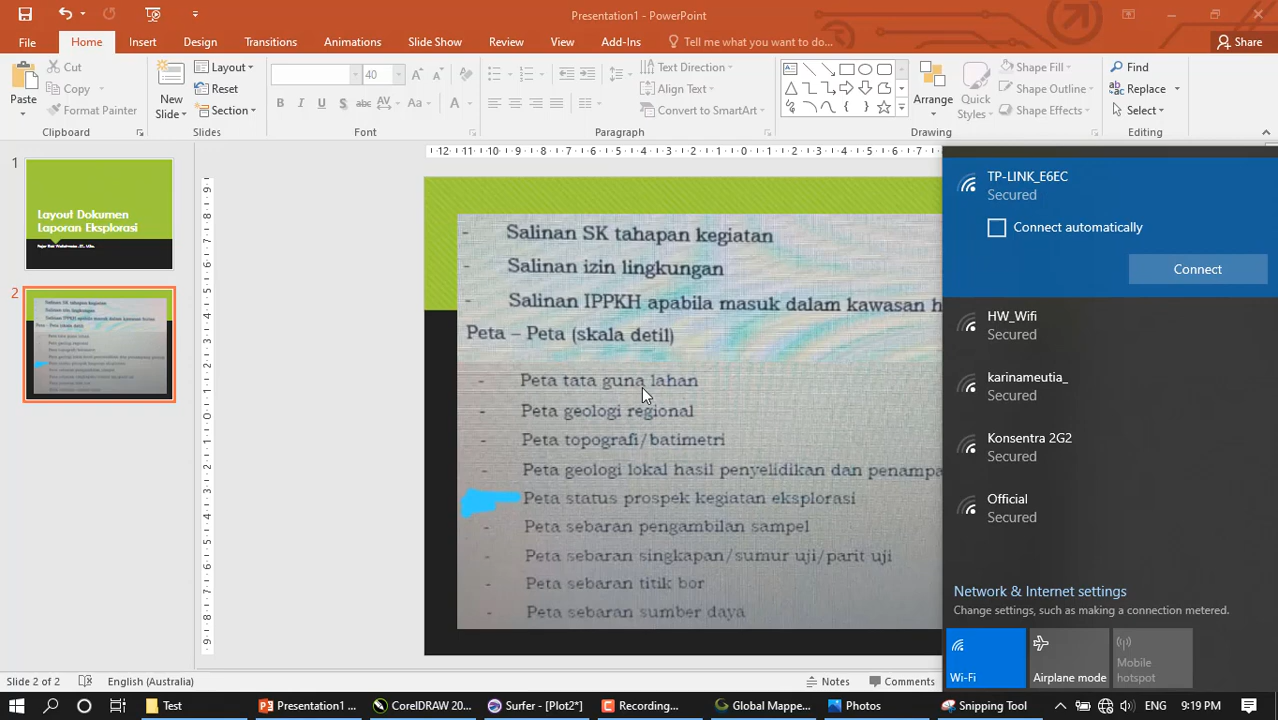 Presentation1 - PowerPoint
File Home Insert Design Transitions Animations Slide Show Review View Add-Ins Tell me what you want to do... Share
Paste Cut Copy Format Painter
Clipboard
New Slide Layout Reset Section
Slides
40
Font
Paragraph
Text Direction Align Text Convert to SmartArt
Arrange Quick Styles Shape Fill Shape Outline Shape Effects
Drawing
Find Replace Select
Editing
1
Layout Dokumen
Laporan Eksplorasi
2
- Salinan SK tahapan kegiatan
- Salinan izin lingkungan
- Salinan IPPKH apabila masuk dalam kawasan h
Peta – Peta (skala detil)
- Peta tata guna lahan
- Peta geologi regional
- Peta topografi/batimetri
- Peta geologi lokal hasil penyelidikan dan penampa
Peta status prospek kegiatan eksplorasi
- Peta sebaran pengambilan sampel
- Peta sebaran singkapan/sumur uji/parit uji
- Peta sebaran titik bor
- Peta sebaran sumber daya
TP-LINK_E6EC
Secured
Connect automatically
Connect
HW_Wifi
Secured
karinameutia_
Secured
Konsentra 2G2
Secured
Official
Secured
Network & Internet settings
Change settings, such as making a connection metered.
Wi-Fi Airplane mode Mobile hotspot
Slide 2 of 2 English (Australia) Notes Comments
Test Presentation1 ... CorelDRAW 20... Surfer - [Plot2*] Recording... Global Mappe... Photos Snipping Tool ENG 9:19 PM